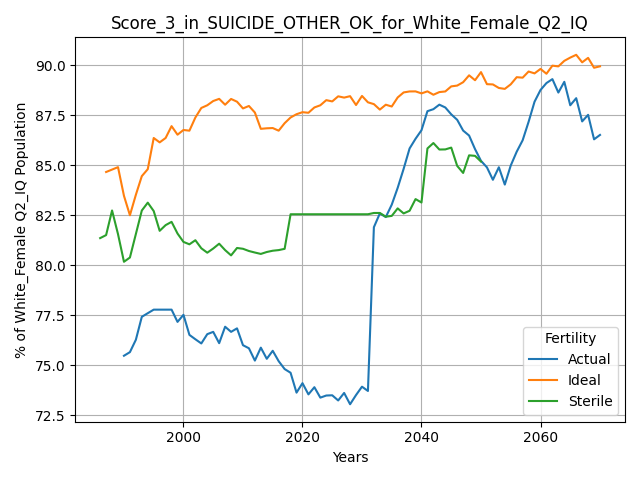 Score_3_in_SUICIDE_OTHER_OK_for_White_Female_Q2_IQ
% of White_Female Q2_IQ Population
90.0
87.5
85.0
82.5
80.0
77.5
75.0
72.5
2000
2020
2040
2060
Years
Fertility
Actual
Ideal
Sterile